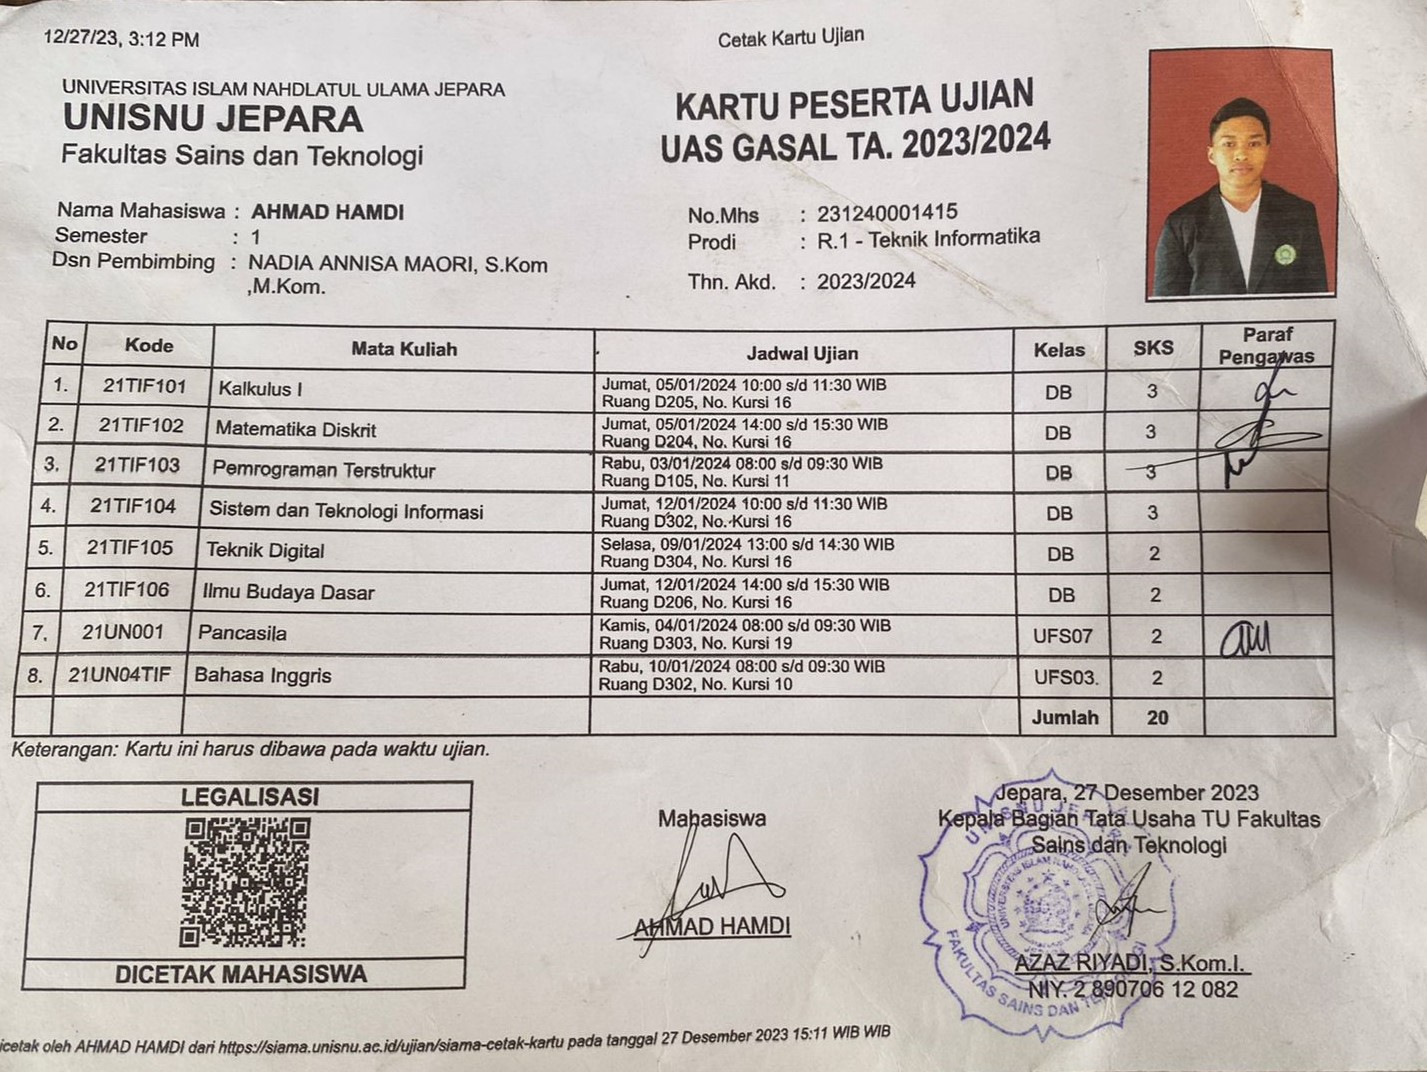 12/27/23, 3:12 PM
Cetak Kartu Ujian
UNIVERSITAS ISLAM NAHDLATUL ULAMA JEPARA
UNISNU JEPARA
Fakultas Sains dan Teknologi
KARTU PESERTA UJIAN
UAS GASAL TA. 2023/2024
Nama Mahasiswa : AHMAD HAMDI
Semester : 1
Dsn Pembimbing : NADIA ANNISA MAORI, S.Kom
,M.Kom.
No.Mhs : 231240001415
Prodi : R.1 - Teknik Informatika
Thn. Akd. : 2023/2024
No Kode Mata Kuliah Jadwal Ujian Kelas SKS Paraf Pengawas
1. 21TIF101 Kalkulus I Jumat, 05/01/2024 10:00 s/d 11:30 WIB DB 3
Ruang D205, No. Kursi 16
2. 21TIF102 Matematika Diskrit Jumat, 05/01/2024 14:00 s/d 15:30 WIB DB 3
Ruang D204, No. Kursi 16
3. 21TIF103 Pemrograman Terstruktur Rabu, 03/01/2024 08:00 s/d 09:30 WIB DB 3
Ruang D105, No. Kursi 11
4. 21TIF104 Sistem dan Teknologi Informasi Jumat, 12/01/2024 10:00 s/d 11:30 WIB DB 3
Ruang D302, No. Kursi 16
5. 21TIF105 Teknik Digital Selasa, 09/01/2024 13:00 s/d 14:30 WIB DB 2
Ruang D304, No. Kursi 16
6. 21TIF106 Ilmu Budaya Dasar Jumat, 12/01/2024 14:00 s/d 15:30 WIB DB 2
Ruang D206, No. Kursi 16
7. 21UN001 Pancasila Kamis, 04/01/2024 08:00 s/d 09:30 WIB UFS07 2
Ruang D303, No. Kursi 19
8. 21UN04TIF Bahasa Inggris Rabu, 10/01/2024 08:00 s/d 09:30 WIB UFS03. 2
Ruang D302, No. Kursi 10
Jumlah 20
Keterangan: Kartu ini harus dibawa pada waktu ujian.
LEGALISASI
DICETAK MAHASISWA
Mahasiswa
AHMAD HAMDI
Jepara, 27 Desember 2023
Kepala Bagian Tata Usaha TU Fakultas
Sains dan Teknologi
UNISNU JEPARA
UNIVERSITAS ISLAM
FAKULTAS SAINS DAN
AZAZ RIYADI, S.Kom.I.
NIY. 2 890706 12 082
icetak oleh AHMAD HAMDI dari https://siama.unisnu.ac.id/ujian/siama-cetak-kartu pada tanggal 27 Desember 2023 15:11 WIB WIB